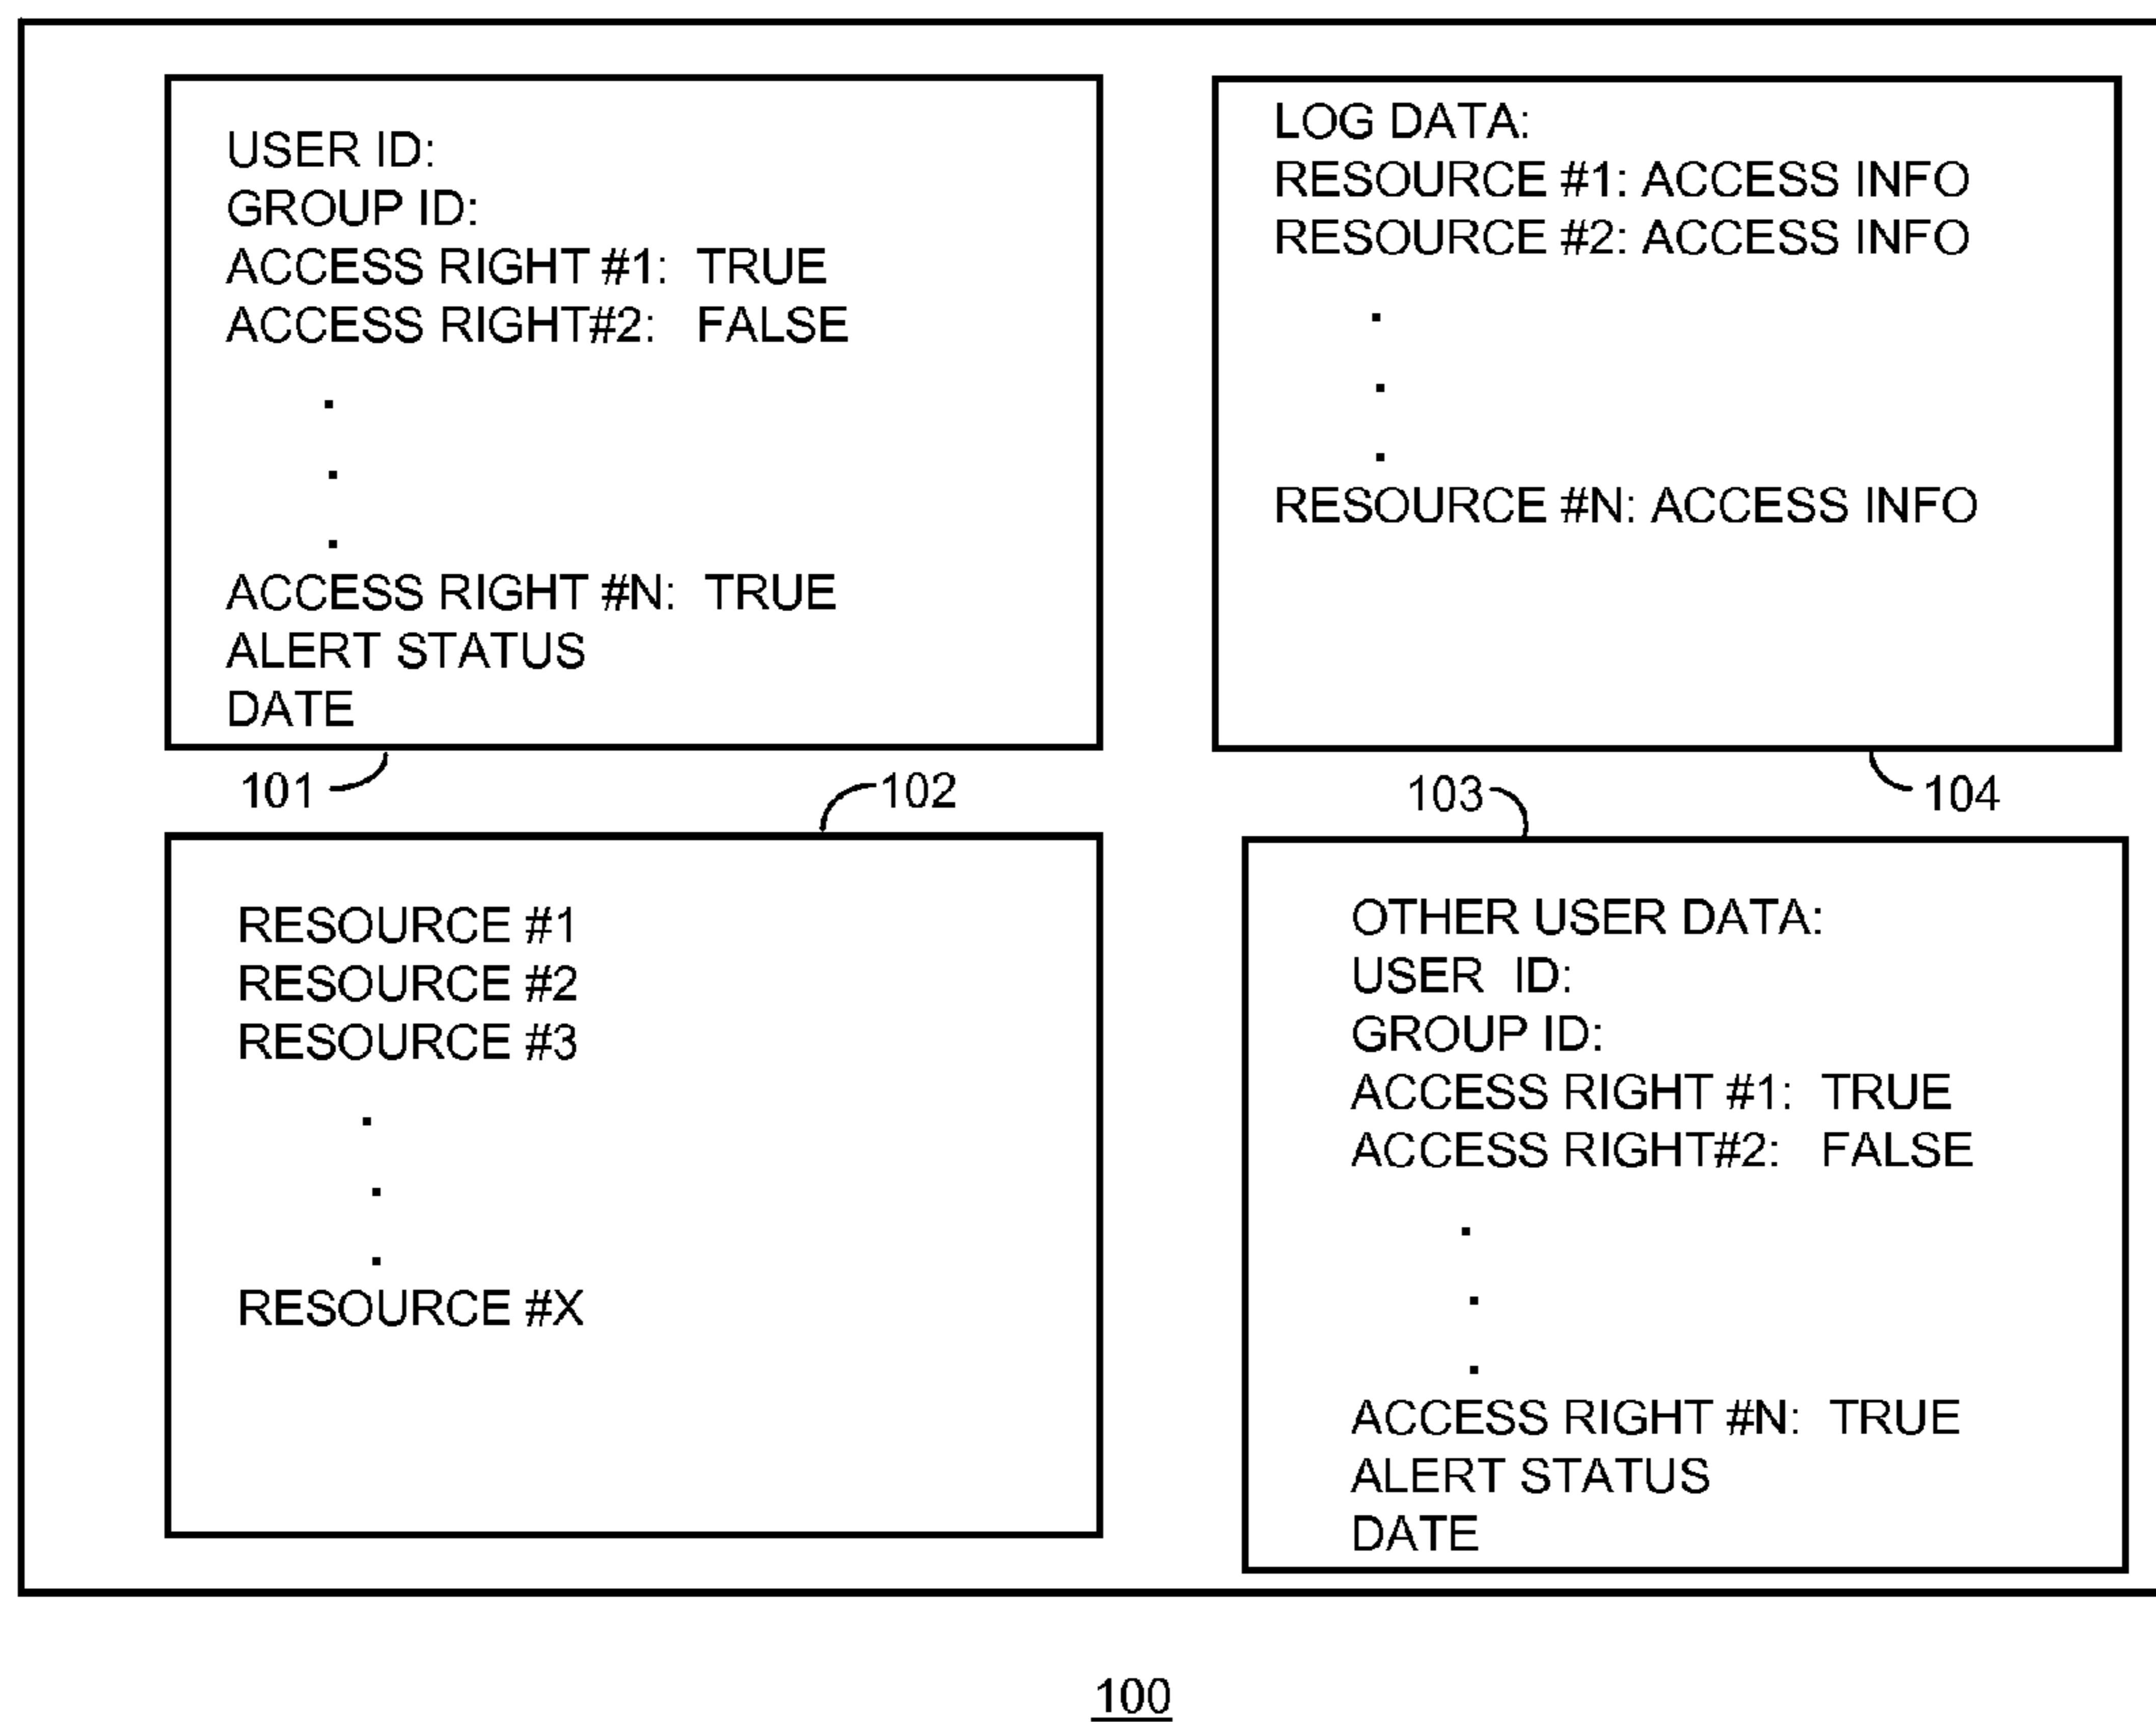 USER ID:
GROUP ID:
ACCESS RIGHT #1: TRUE
ACCESS RIGHT#2: FALSE
.
.
.
ACCESS RIGHT #N: TRUE
ALERT STATUS
DATE
101
LOG DATA:
RESOURCE #1: ACCESS INFO
RESOURCE #2: ACCESS INFO
.
.
.
RESOURCE #N: ACCESS INFO
104
102
RESOURCE #1
RESOURCE #2
RESOURCE #3
.
.
.
RESOURCE #X
103
OTHER USER DATA:
USER ID:
GROUP ID:
ACCESS RIGHT #1: TRUE
ACCESS RIGHT#2: FALSE
.
.
.
ACCESS RIGHT #N: TRUE
ALERT STATUS
DATE
100